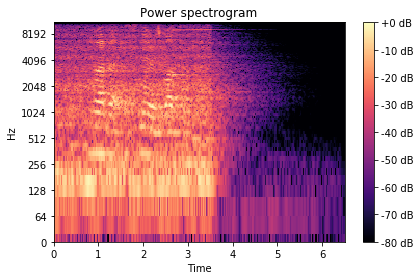 Power spectrogram
Hz
8192
4096
2048
1024
512
256
128
64
0
0 1 2 3 4 5 6
Time
+0 dB
-10 dB
-20 dB
-30 dB
-40 dB
-50 dB
-60 dB
-70 dB
-80 dB